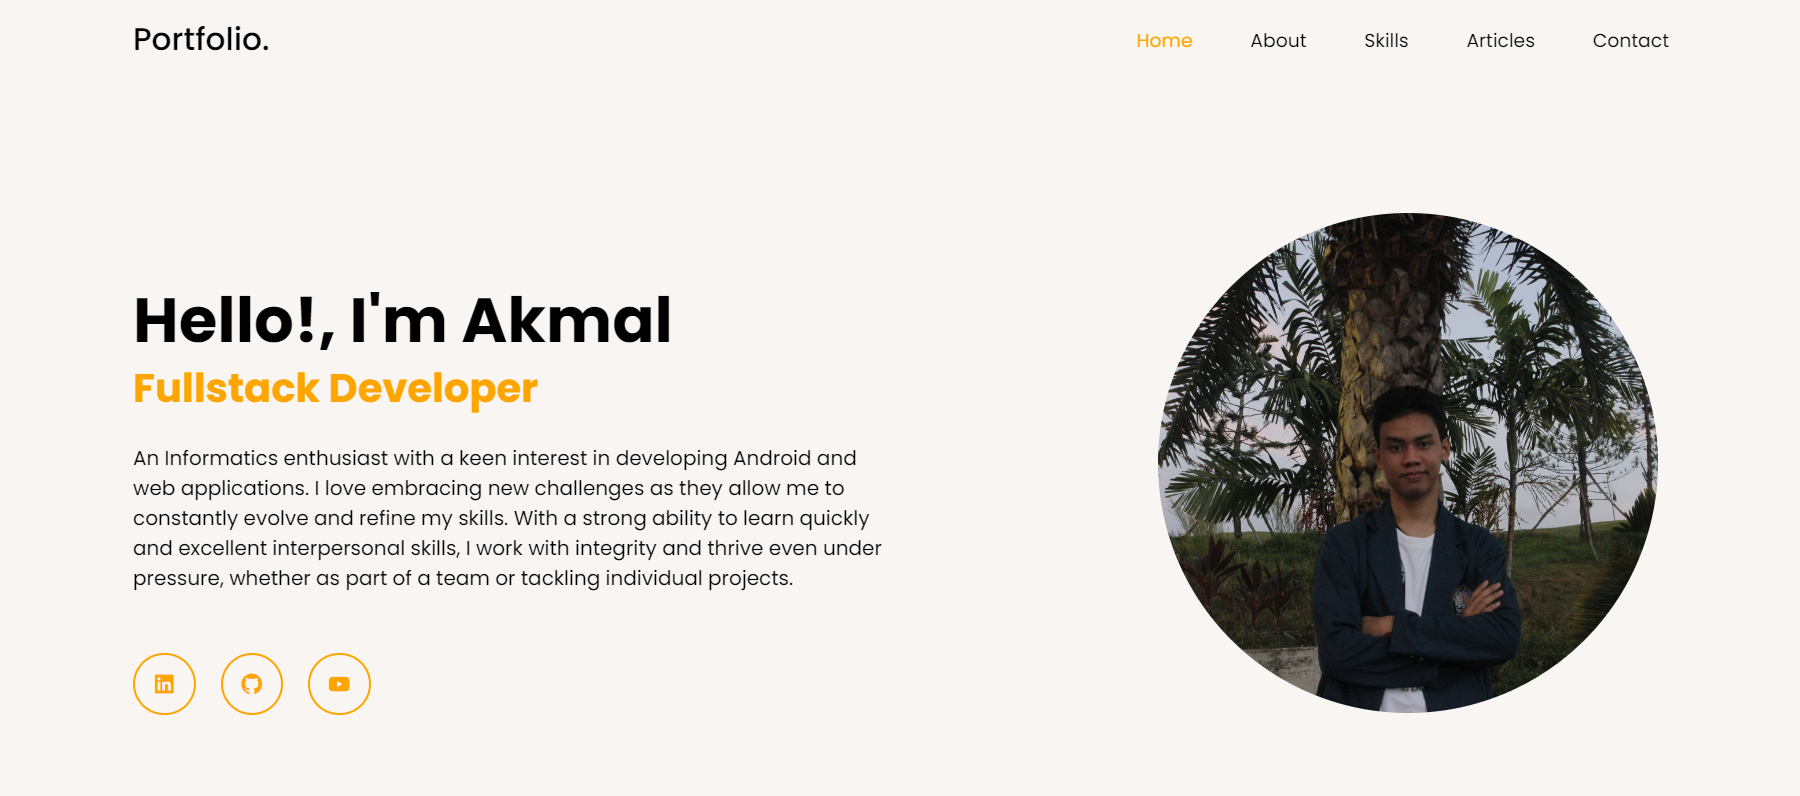 Portfolio.
Home
About
Skills
Articles
Contact
Hello!, I'm Akmal
Fullstack Developer
An Informatics enthusiast with a keen interest in developing Android and
web applications. I love embracing new challenges as they allow me to
constantly evolve and refine my skills. With a strong ability to learn quickly
and excellent interpersonal skills, I work with integrity and thrive even under
pressure, whether as part of a team or tackling individual projects.